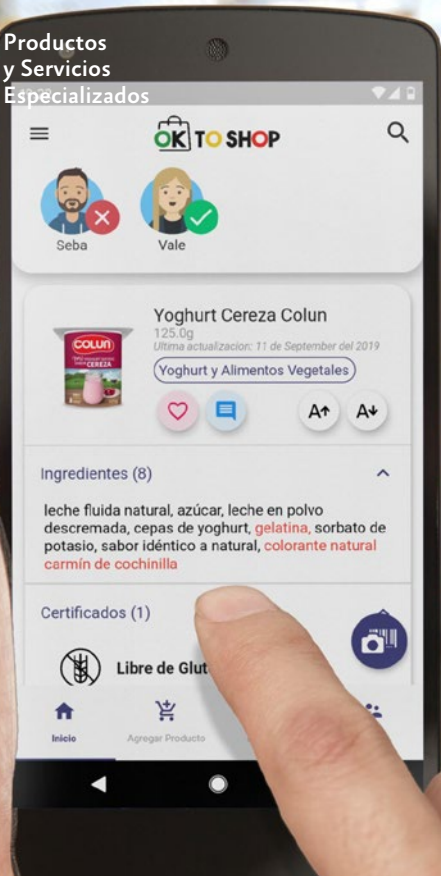 Productos
y Servicios
Especializados
OK TO SHOP
Seba
Vale
Yoghurt Cereza Colun
125.0g
Ultima actualizacion: 11 de September del 2019
Yoghurt y Alimentos Vegetales
COLUN
CEREZA
A
A
Ingredientes (8)
leche fluida natural, azúcar, leche en polvo
descremada, cepas de yoghurt, gelatina, sorbato de
potasio, sabor idéntico a natural, colorante natural
carmín de cochinilla
Certificados (1)
Libre de Glut
Inicio
Agregar Producto